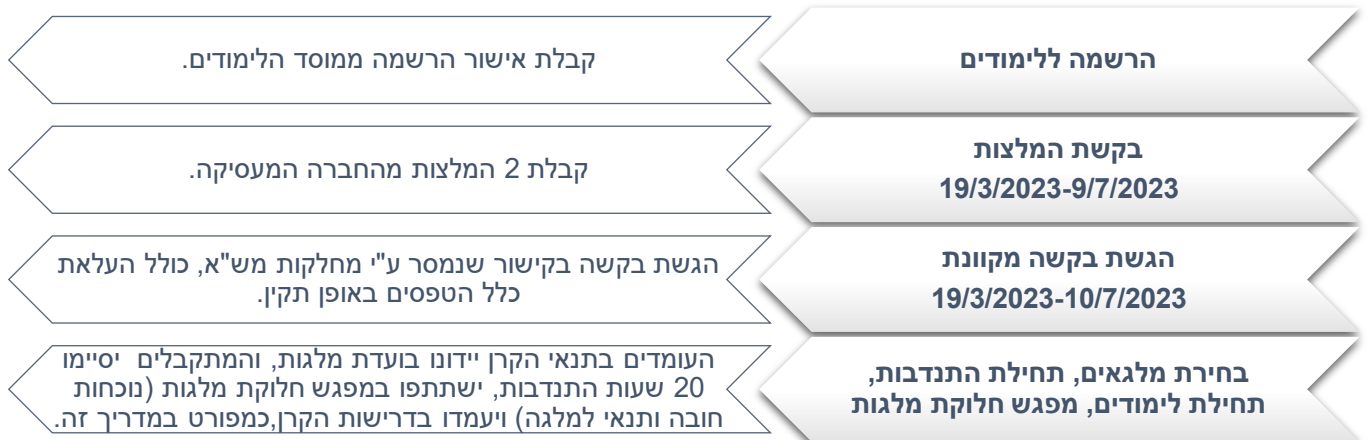 הרשמה ללימודים
קבלת אישור הרשמה ממוסד הלימודים.
בקשת המלצות
19/3/2023-9/7/2023
קבלת 2 המלצות מהחברה המעסיקה.
הגשת בקשה מקוונת
19/3/2023-10/7/2023
הגשת בקשה בקישור שנמסר ע"י מחלקות מש"א, כולל העלאת
כלל הטפסים באופן תקין.
בחירת מלגאים, תחילת התנדבות,
תחילת לימודים, מפגש חלוקת מלגות
העומדים בתנאי הקרן יידונו בועדת מלגות, והמתקבלים יסיימו
20 שעות התנדבות, ישתתפו במפגש חלוקת מלגות (נוכחות
חובה ותנאי למלגה) ויעמדו בדרישות הקרן,כמפורט במדריך זה.